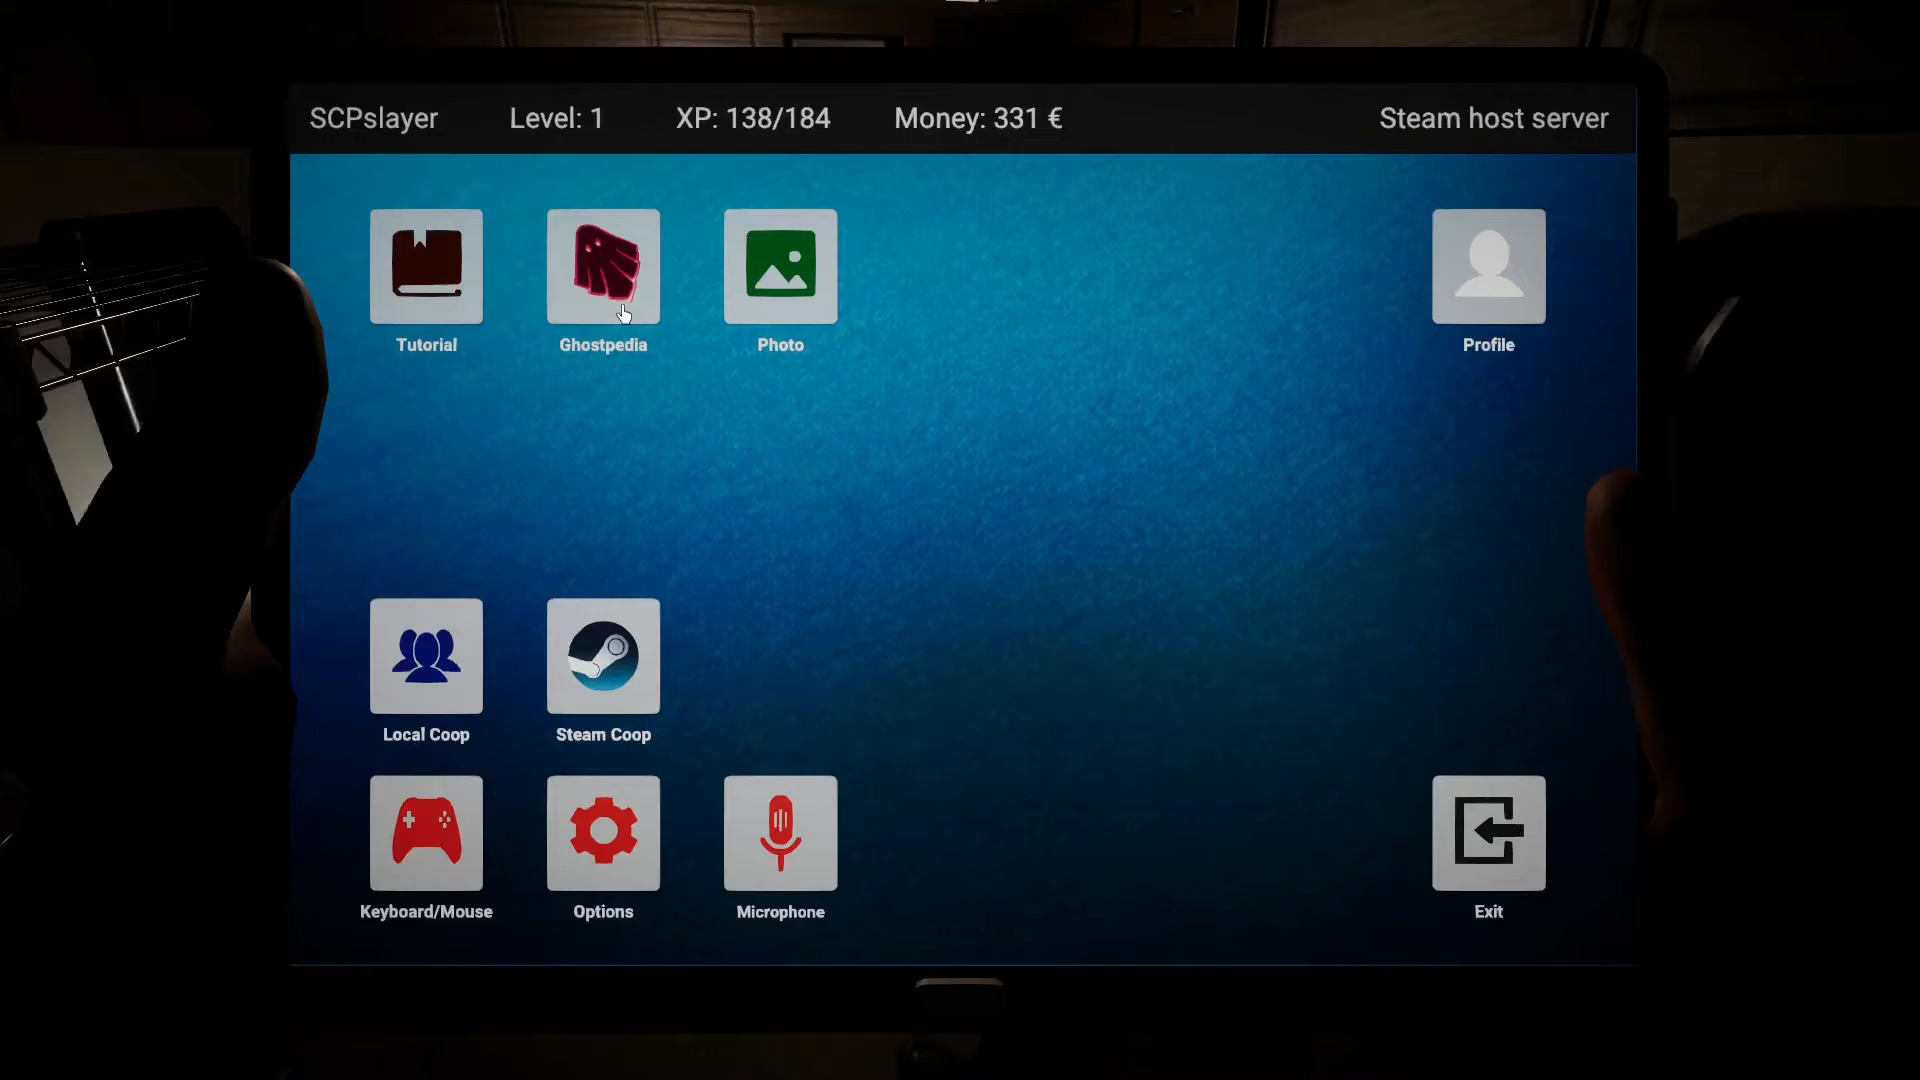 SCPslayer Level: 1 XP: 138/184 Money: 331 € Steam host server
Tutorial Ghostpedia Photo Profile
Local Coop Steam Coop
Keyboard/Mouse Options Microphone Exit